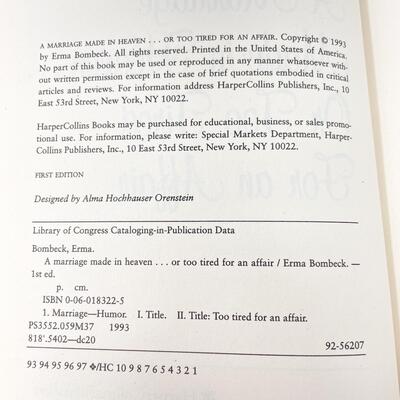 A MARRIAGE MADE IN HEAVEN . . . OR TOO TIRED FOR AN AFFAIR. Copyright © 1993
by Erma Bombeck. All rights reserved. Printed in the United States of America.
No part of this book may be used or reproduced in any manner whatsoever with-
out written permission except in the case of brief quotations embodied in critical
articles and reviews. For information address HarperCollins Publishers, Inc., 10
East 53rd Street, New York, NY 10022.
HarperCollins Books may be purchased for educational, business, or sales promo-
tional use. For information, please write: Special Markets Department, Harper-
Collins Publishers, Inc., 10 East 53rd Street, New York, NY 10022.
FIRST EDITION
Designed by Alma Hochhauser Orenstein
Library of Congress Cataloging-in-Publication Data
Bombeck, Erma.
A marriage made in heaven . . . or too tired for an affair / Erma Bombeck. —
1st ed.
p. cm.
ISBN 0-06-018322-5
1. Marriage—Humor. I. Title. II. Title: Too tired for an affair.
PS3552.O59M37 1993
818'.5402—dc20 92-56207
93 94 95 96 97 ❖/HC 10 9 8 7 6 5 4 3 2 1